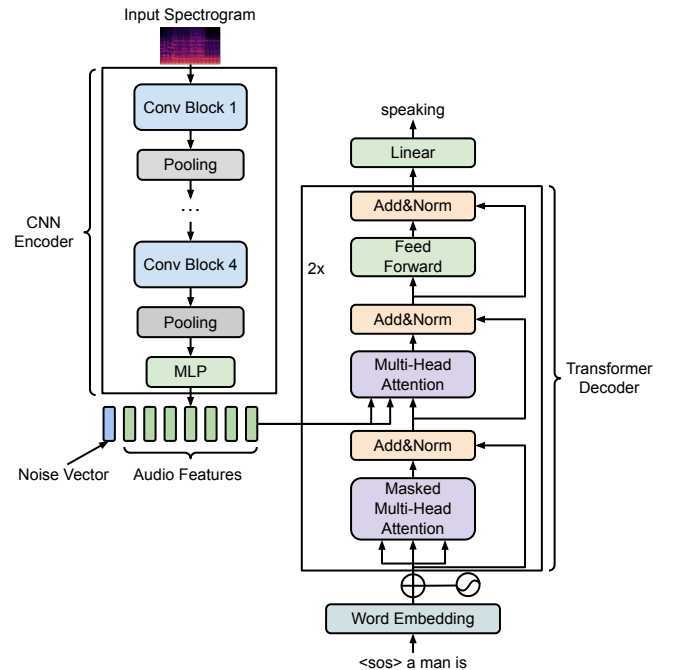 Input Spectrogram
Conv Block 1
Pooling
...
Conv Block 4
Pooling
MLP
CNN
Encoder
Noise Vector
Audio Features
speaking
Linear
Add&Norm
Feed
Forward
2x
Add&Norm
Multi-Head
Attention
Add&Norm
Masked
Multi-Head
Attention
Transformer
Decoder
Word Embedding
<sos> a man is